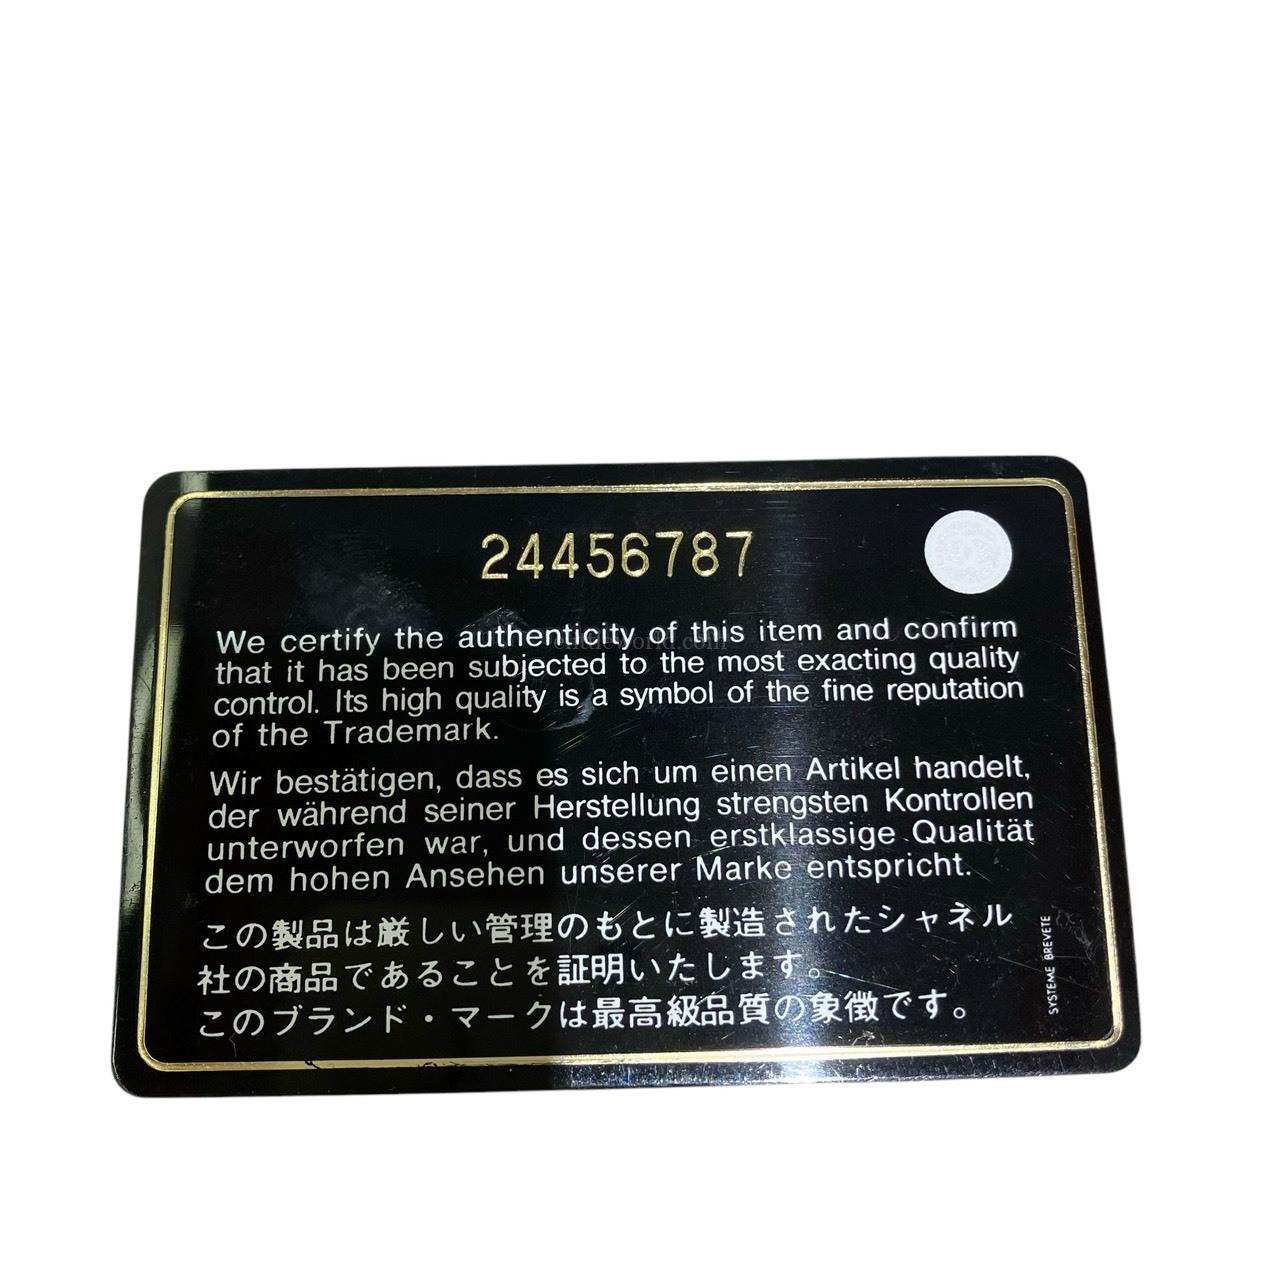 24456787
We certify the authenticity of this item and confirm
that it has been subjected to the most exacting quality
control. Its high quality is a symbol of the fine reputation
of the Trademark.
Wir bestätigen, dass es sich um einen Artikel handelt,
der während seiner Herstellung strengsten Kontrollen
unterworfen war, und dessen erstklassige Qualität
dem hohen Ansehen unserer Marke entspricht.
この製品は厳しい管理のもとに製造されたシャネル
社の商品であることを証明いたします。
このブランド・マークは最高級品質の象徴です。
SYSTEME BREVETE